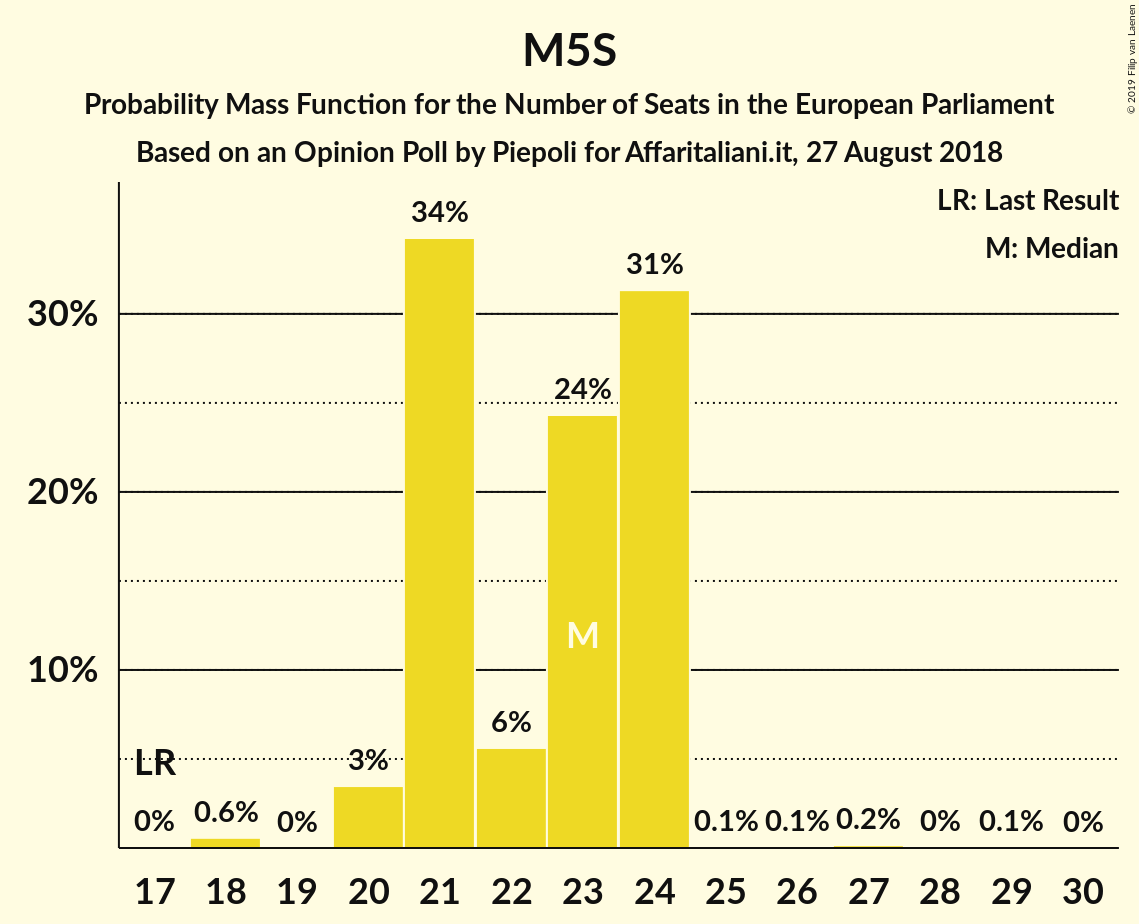 M5S
Probability Mass Function for the Number of Seats in the European Parliament
Based on an Opinion Poll by Piepoli for Affaritaliani.it, 27 August 2018
© 2019 Filip van Laenen
LR: Last Result
M: Median
34%
31%
30%
24%
20%
M
10%
6%
LR
3%
0% 0.6% 0% 0.1% 0.1% 0.2% 0% 0.1% 0%
17 18 19 20 21 22 23 24 25 26 27 28 29 30